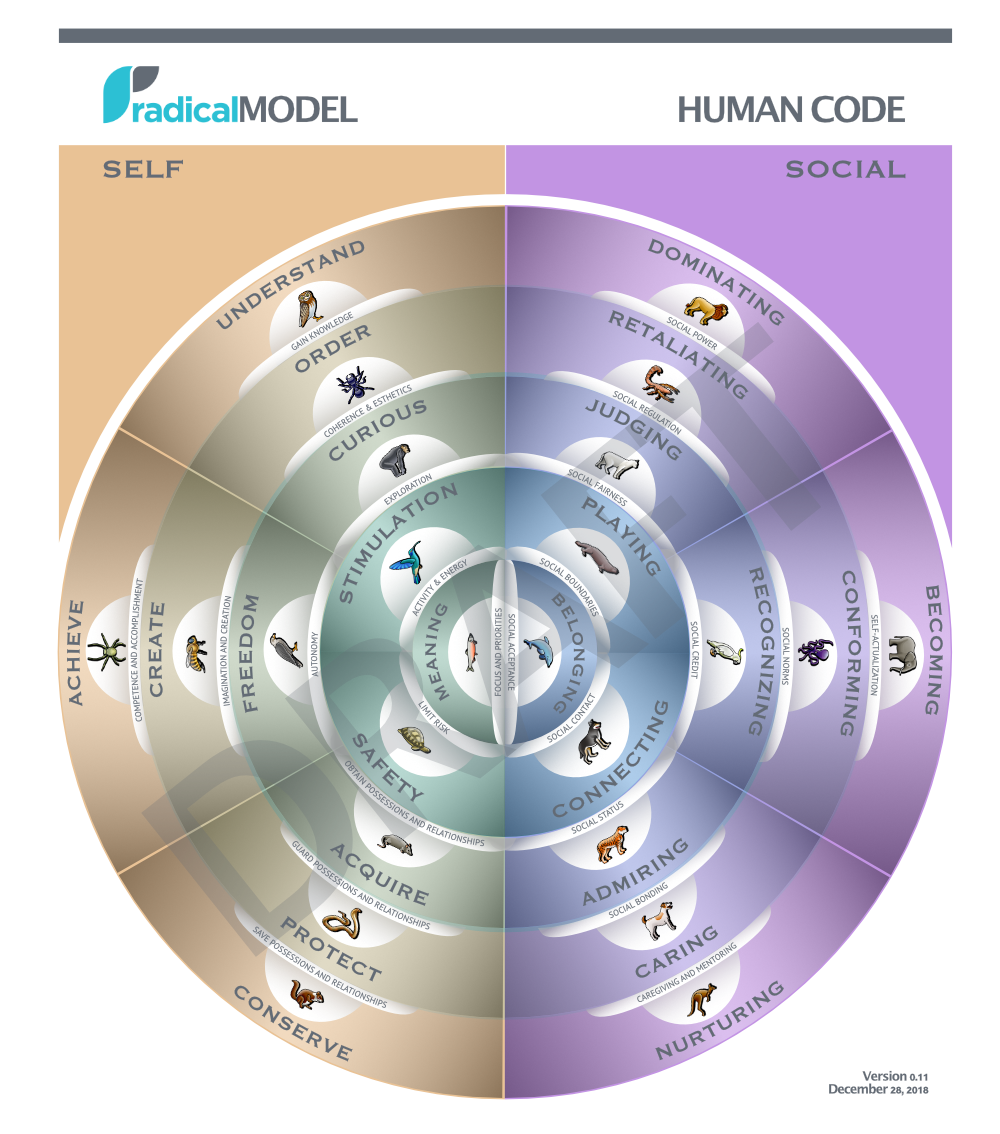 radicalMODEL
HUMAN CODE
SELF
SOCIAL
UNDERSTAND
GAIN KNOWLEDGE
ORDER
COHERENCE & ESTHETICS
CURIOUS
EXPLORATION
STIMULATION
ACTIVITY & ENERGY
MEANING
FOCUS AND PRIORITIES
DOMINATING
SOCIAL POWER
RETALIATING
SOCIAL REGULATION
JUDGING
SOCIAL FAIRNESS
PLAYING
SOCIAL BOUNDARIES
BELONGING
SOCIAL ACCEPTANCE
ACHIEVE
COMPETENCE AND ACCOMPLISHMENT
CREATE
IMAGINATION AND CREATION
FREEDOM
AUTONOMY
SOCIAL CREDIT
RECOGNIZING
SOCIAL NORMS
CONFORMING
SELF-ACTUALIZATION
BECOMING
LIMIT RISK
SAFETY
OBTAIN POSSESSIONS AND RELATIONSHIPS
ACQUIRE
GUARD POSSESSIONS AND RELATIONSHIPS
PROTECT
SAVE POSSESSIONS AND RELATIONSHIPS
CONSERVE
SOCIAL CONTACT
CONNECTING
SOCIAL STATUS
ADMIRING
SOCIAL BONDING
CARING
CAREGIVING AND MENTORING
NURTURING
DRAFT
Version 0.11
December 28, 2018